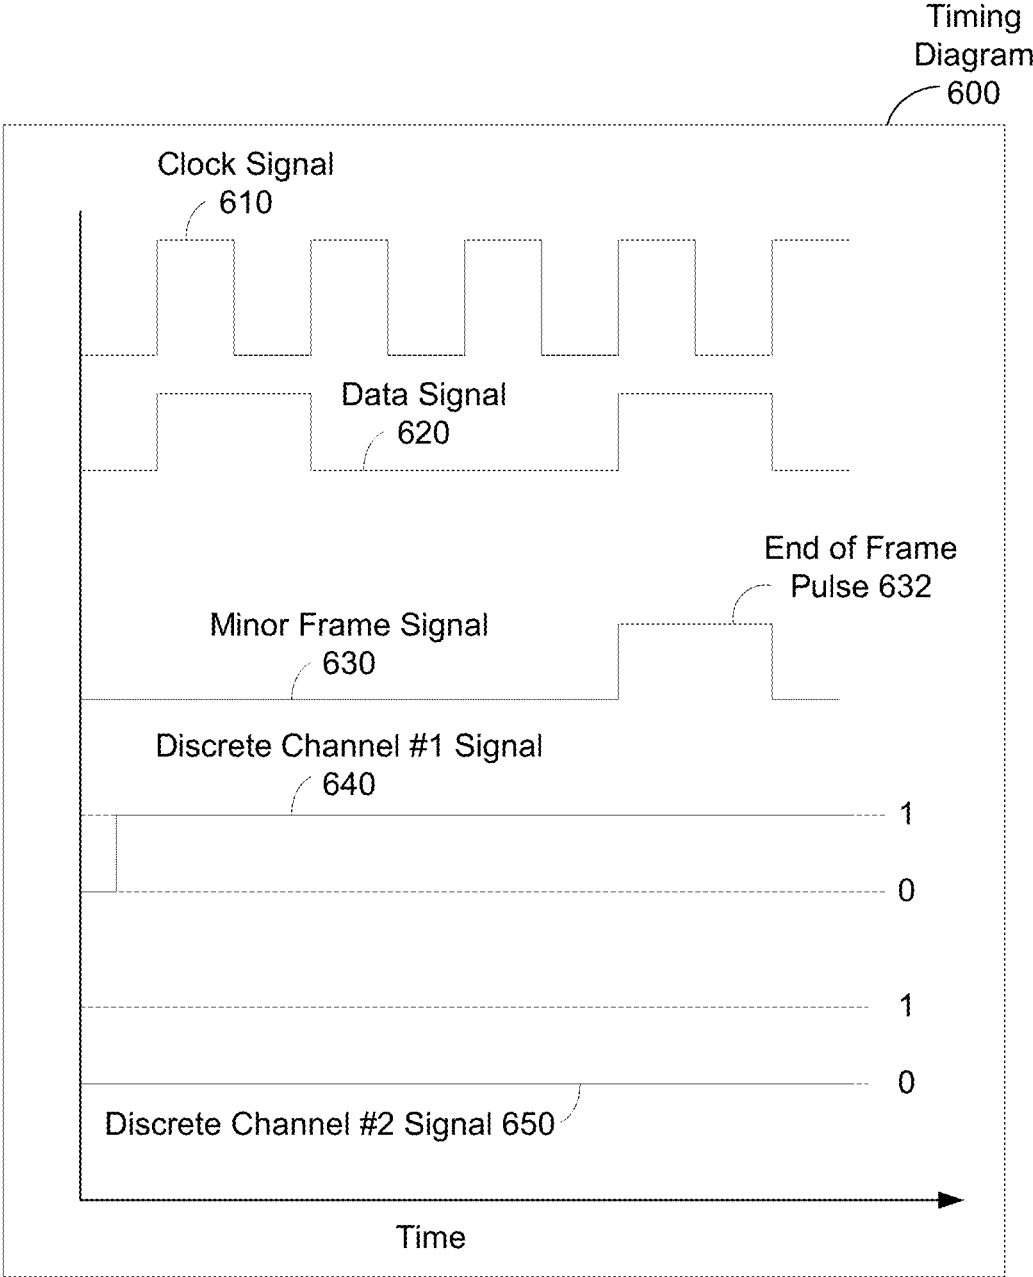 Timing
Diagram
600
Clock Signal
610
Data Signal
620
End of Frame
Pulse 632
Minor Frame Signal
630
Discrete Channel #1 Signal
640
1
0
1
0
Discrete Channel #2 Signal 650
Time